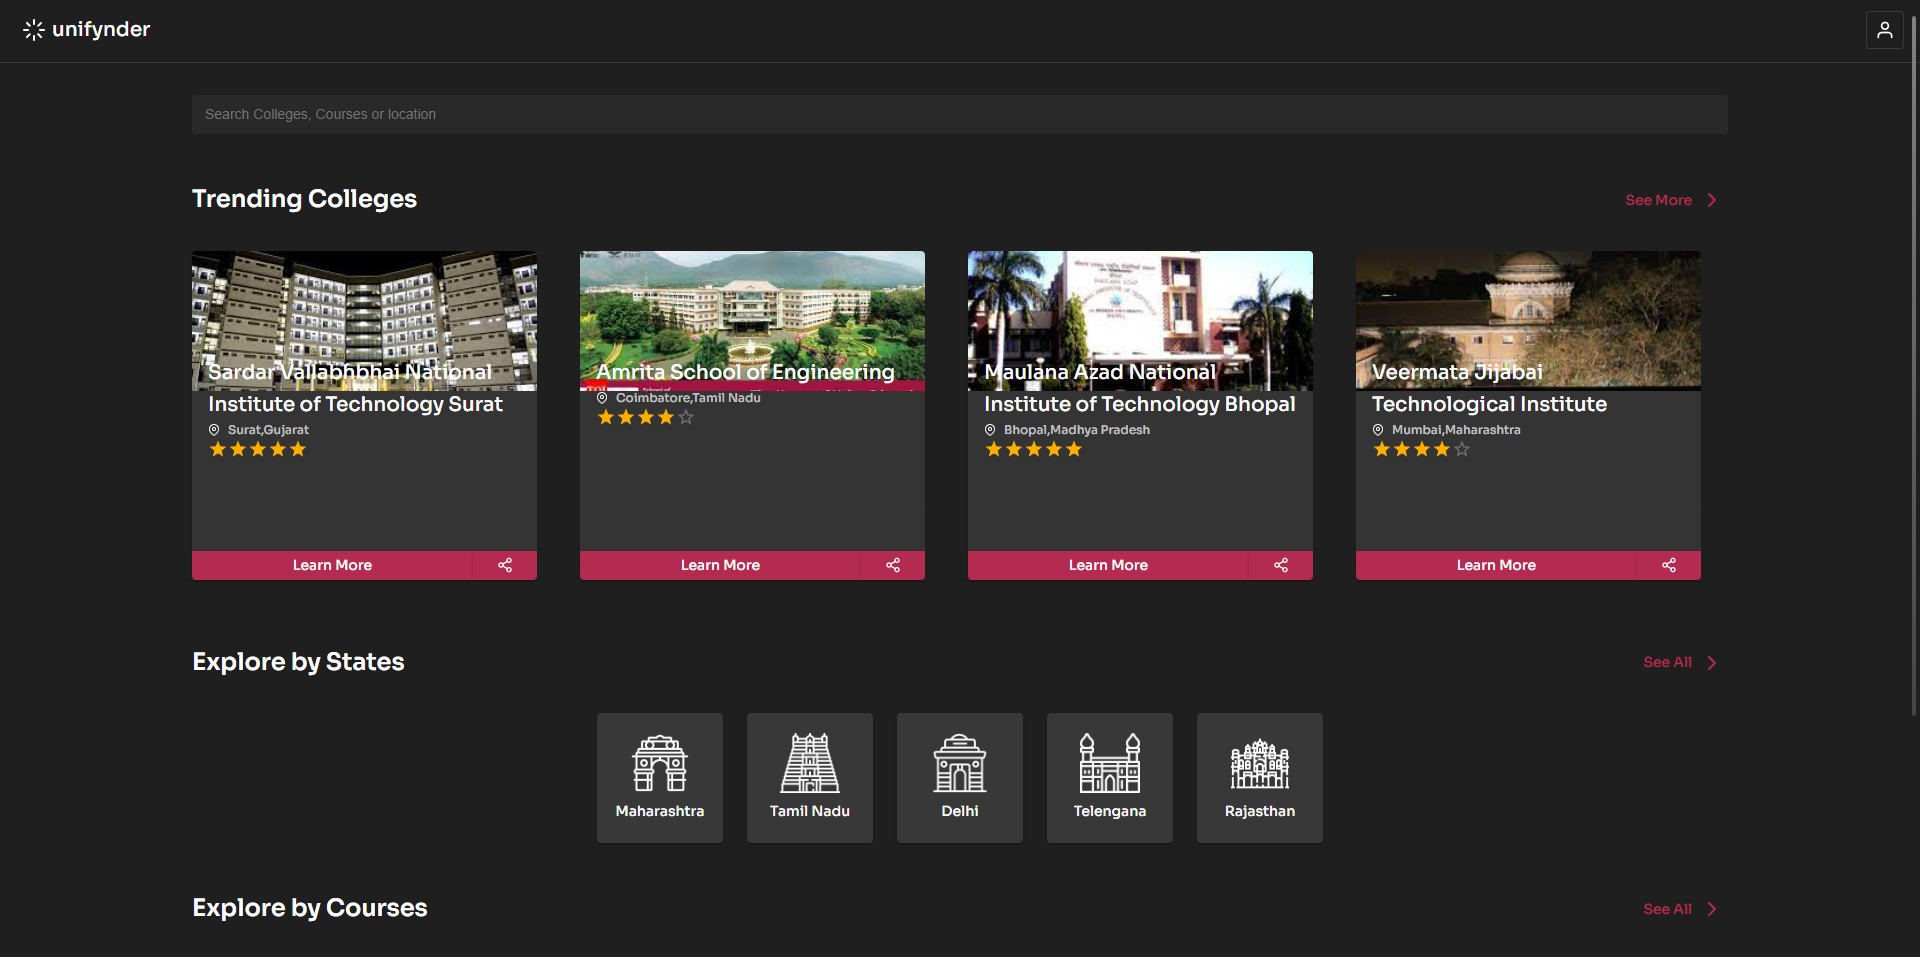 unifynder
Search Colleges, Courses or location
Trending Colleges
See More
Sardar Vallabhbhai National
Institute of Technology Surat
Surat,Gujarat
Learn More
Amrita School of Engineering
Coimbatore,Tamil Nadu
Learn More
Maulana Azad National
Institute of Technology Bhopal
Bhopal,Madhya Pradesh
Learn More
Veermata Jijabai
Technological Institute
Mumbai,Maharashtra
Learn More
Explore by States
See All
Maharashtra
Tamil Nadu
Delhi
Telengana
Rajasthan
Explore by Courses
See All